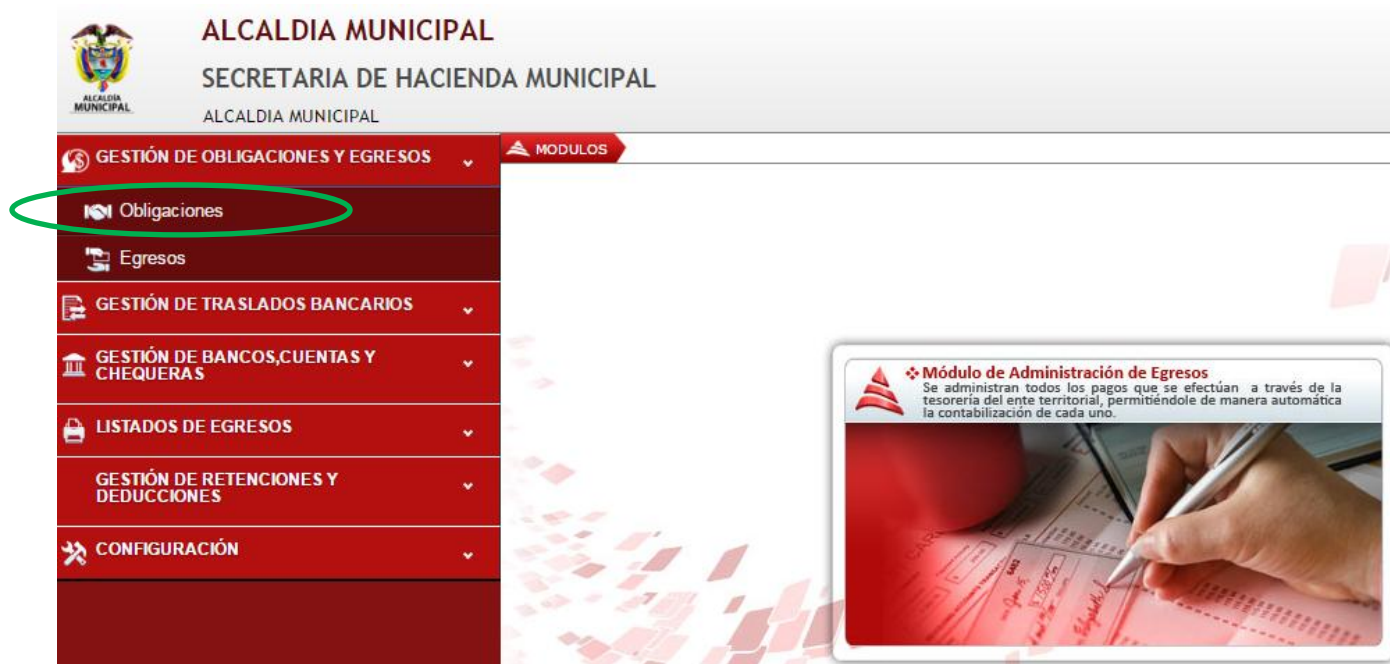 ALCALDIA MUNICIPAL
SECRETARIA DE HACIENDA MUNICIPAL
ALCALDIA MUNICIPAL
ALCALDÍA
MUNICIPAL
GESTIÓN DE OBLIGACIONES Y EGRESOS
Obligaciones
Egresos
GESTIÓN DE TRASLADOS BANCARIOS
GESTIÓN DE BANCOS,CUENTAS Y
CHEQUERAS
LISTADOS DE EGRESOS
GESTIÓN DE RETENCIONES Y
DEDUCCIONES
CONFIGURACIÓN
MODULOS
Módulo de Administración de Egresos
Se administran todos los pagos que se efectúan a través de la
tesorería del ente territorial, permitiéndole de manera automática
la contabilización de cada uno.